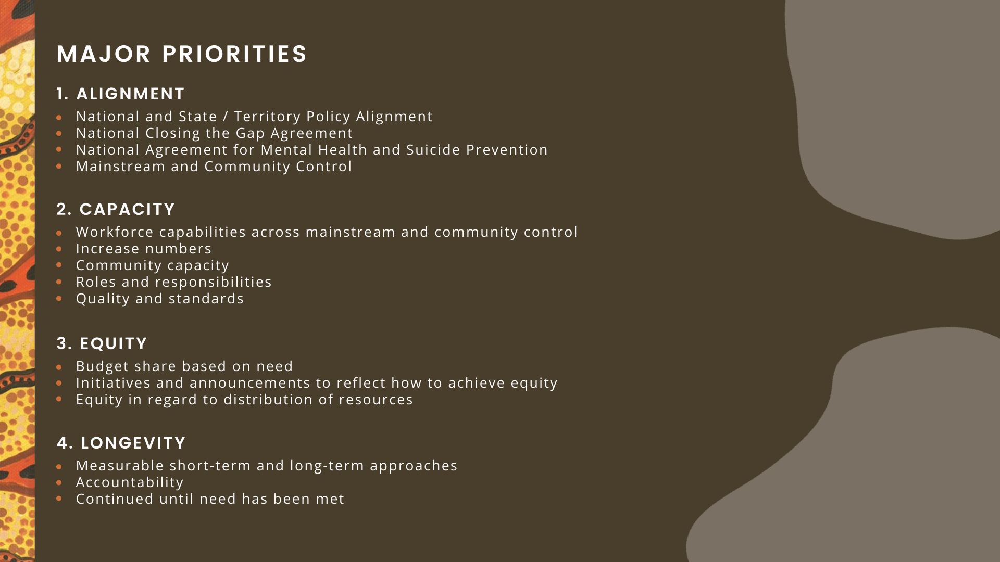 MAJOR PRIORITIES
1. ALIGNMENT
• National and State / Territory Policy Alignment
• National Closing the Gap Agreement
• National Agreement for Mental Health and Suicide Prevention
• Mainstream and Community Control
2. CAPACITY
• Workforce capabilities across mainstream and community control
• Increase numbers
• Community capacity
• Roles and responsibilities
• Quality and standards
3. EQUITY
• Budget share based on need
• Initiatives and announcements to reflect how to achieve equity
• Equity in regard to distribution of resources
4. LONGEVITY
• Measurable short-term and long-term approaches
• Accountability
• Continued until need has been met